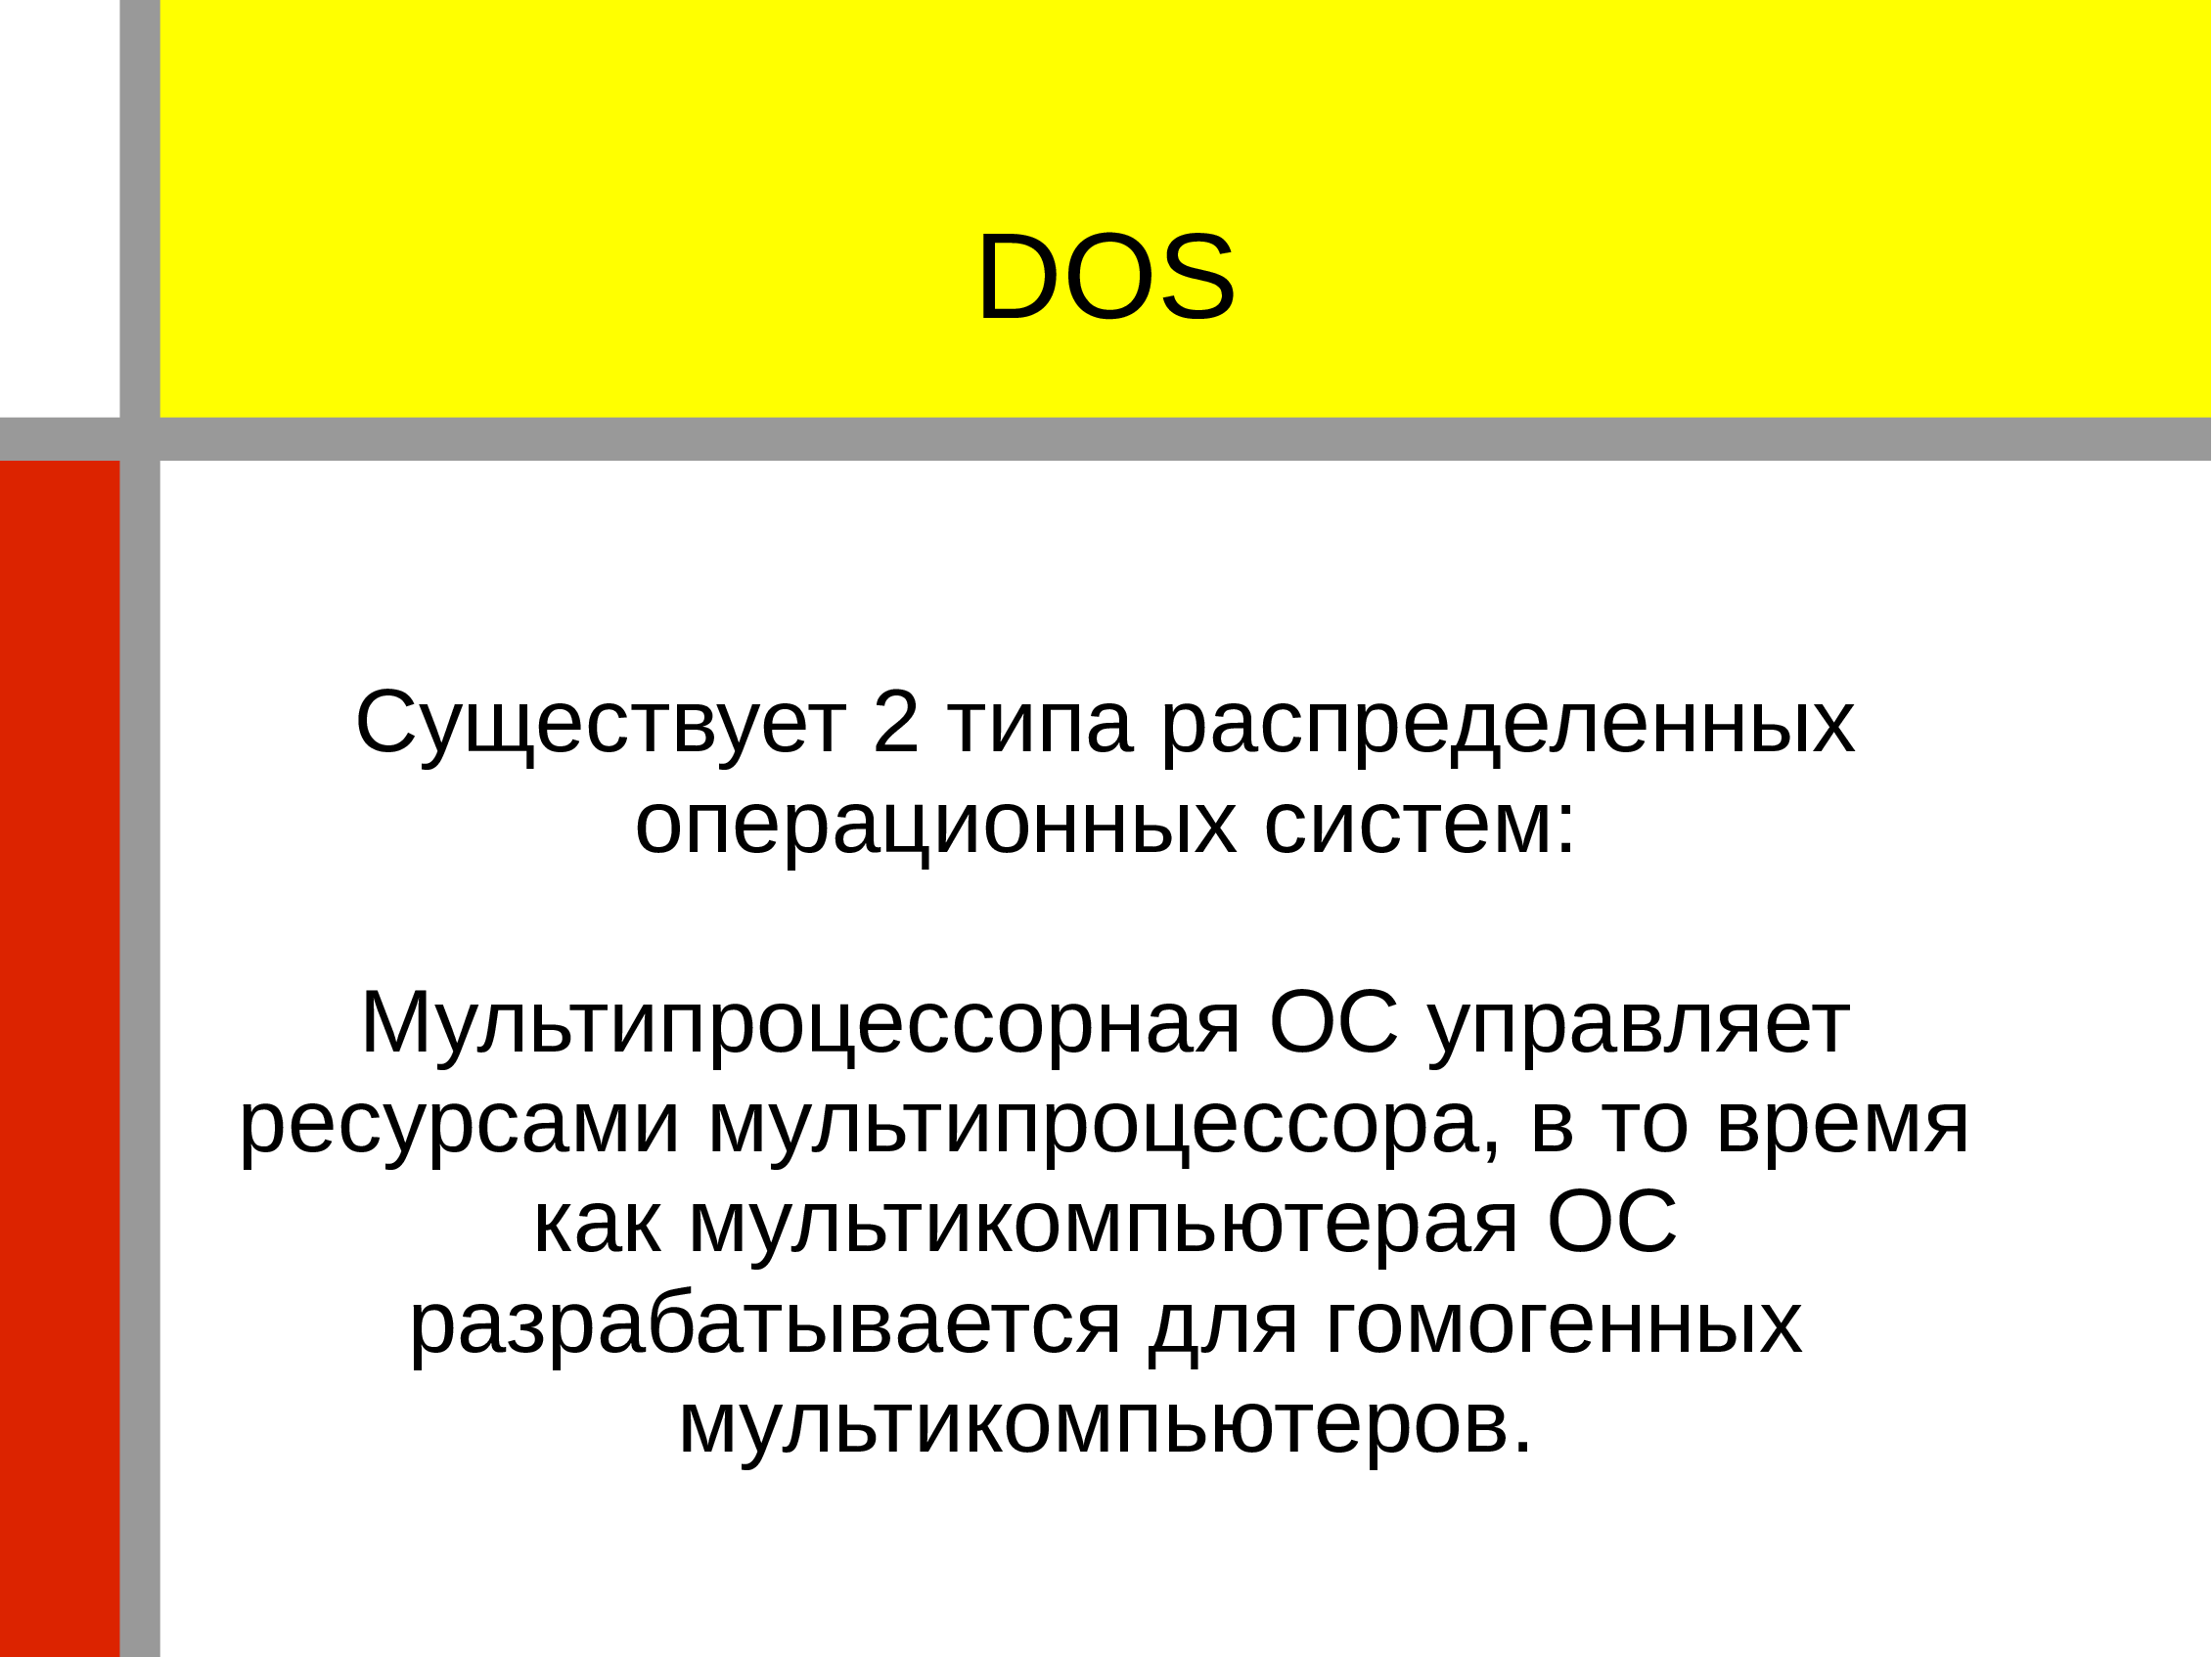 DOS
Существует 2 типа распределенных
операционных систем:
Мультипроцессорная ОС управляет
ресурсами мультипроцессора, в то время
как мультикомпьютерая ОС
разрабатывается для гомогенных
мультикомпьютеров.